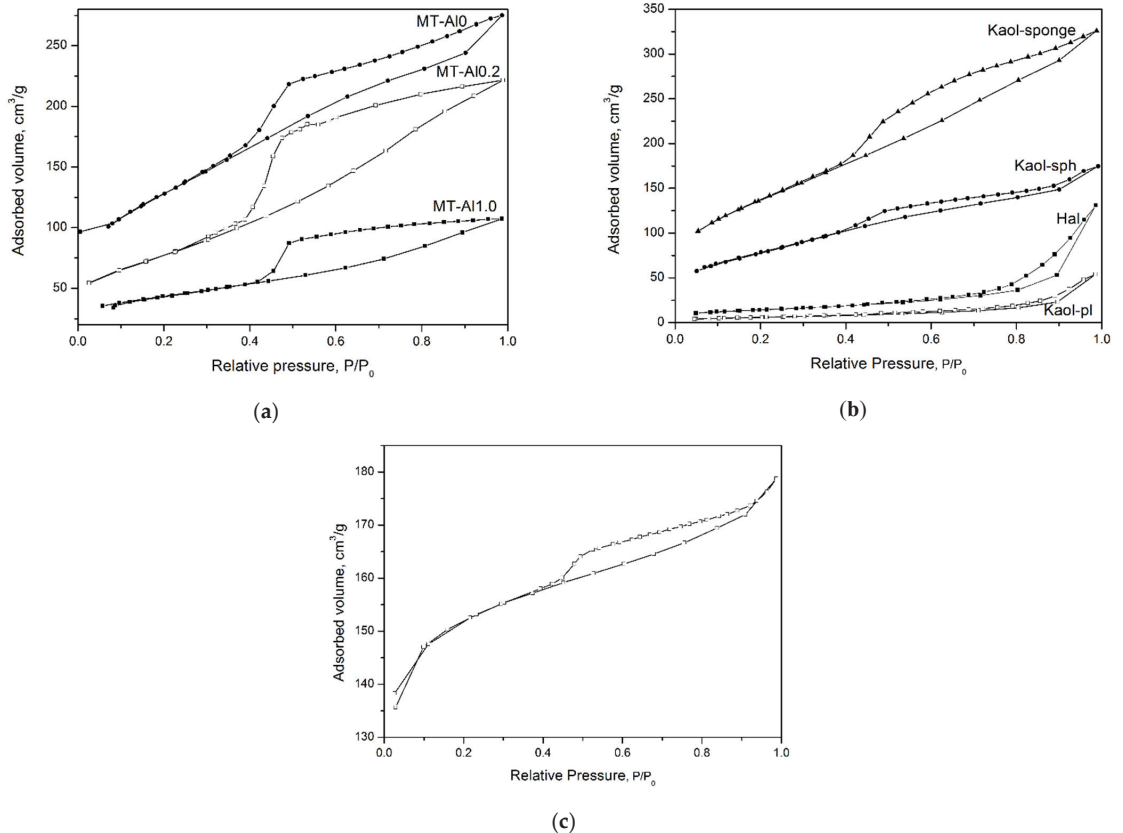 MT-Al0
MT-Al0.2
MT-Al1.0
250
200
150
100
50
0.0 0.2 0.4 0.6 0.8 1.0
Adsorbed volume, cm³/g
Relative pressure, P/P₀
(a)
Kaol-sponge
Kaol-sph
Hal
Kaol-pl
350
300
250
200
150
100
50
0
0.0 0.2 0.4 0.6 0.8 1.0
Adsorbed volume, cm³/g
Relative Pressure, P/P₀
(b)
180
170
160
150
140
130
0.0 0.2 0.4 0.6 0.8 1.0
Adsorbed volume, cm³/g
Relative Pressure, P/P₀
(c)